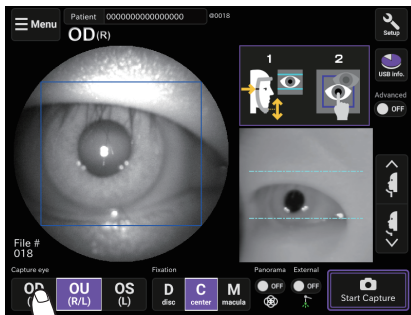 Menu
Patient 0000000000000000 @0018
OD(R)
Setup
1 2
USB info.
Advanced
OFF
File #
018
Capture eye
Fixation
Panorama
External
OU
(R/L)
OS
(L)
D
disc
C
center
M
macula
OFF
OFF
Start Capture